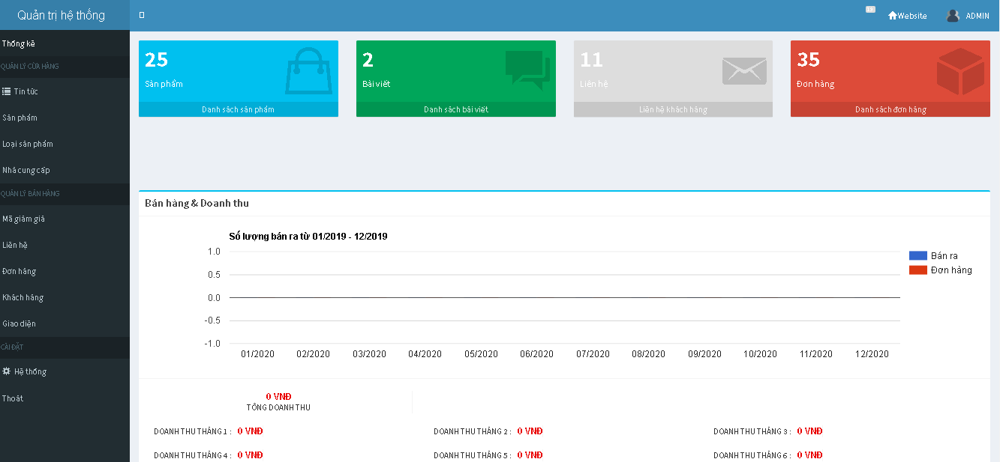 Quản trị hệ thống
Website
ADMIN
Thống kê
QUẢN LÝ CỬA HÀNG
Tin tức
Sản phẩm
Loại sản phẩm
Nhà cung cấp
QUẢN LÝ BÁN HÀNG
Mã giảm giá
Liên hệ
Đơn hàng
Khách hàng
Giao diện
CÀI ĐẶT
Hệ thống
Thoát
25
Sản phẩm
Danh sách sản phẩm
2
Bài viết
Danh sách bài viết
11
Liên hệ
Liên hệ khách hàng
35
Đơn hàng
Danh sách đơn hàng
Bán hàng & Doanh thu
Số lượng bán ra từ 01/2019 - 12/2019
1.0
0.5
0.0
-0.5
-1.0
01/2020 02/2020 03/2020 04/2020 05/2020 06/2020 07/2020 08/2020 09/2020 10/2020 11/2020 12/2020
Bán ra
Đơn hàng
0 VNĐ
TỔNG DOANH THU
DOANH THU THÁNG 1 : 0 VNĐ
DOANH THU THÁNG 2 : 0 VNĐ
DOANH THU THÁNG 3 : 0 VNĐ
DOANH THU THÁNG 4 : 0 VNĐ
DOANH THU THÁNG 5 : 0 VNĐ
DOANH THU THÁNG 6 : 0 VNĐ